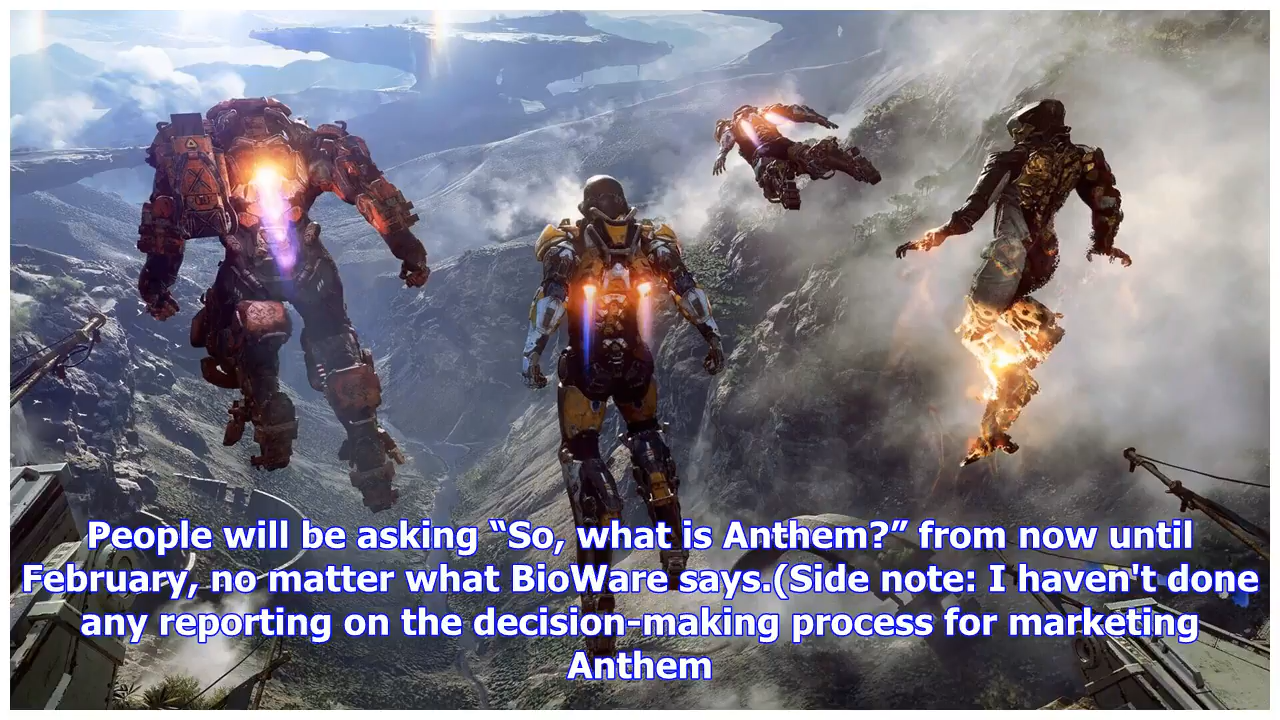 People will be asking “So, what is Anthem?” from now until
February, no matter what BioWare says.(Side note: I haven't done
any reporting on the decision-making process for marketing
Anthem